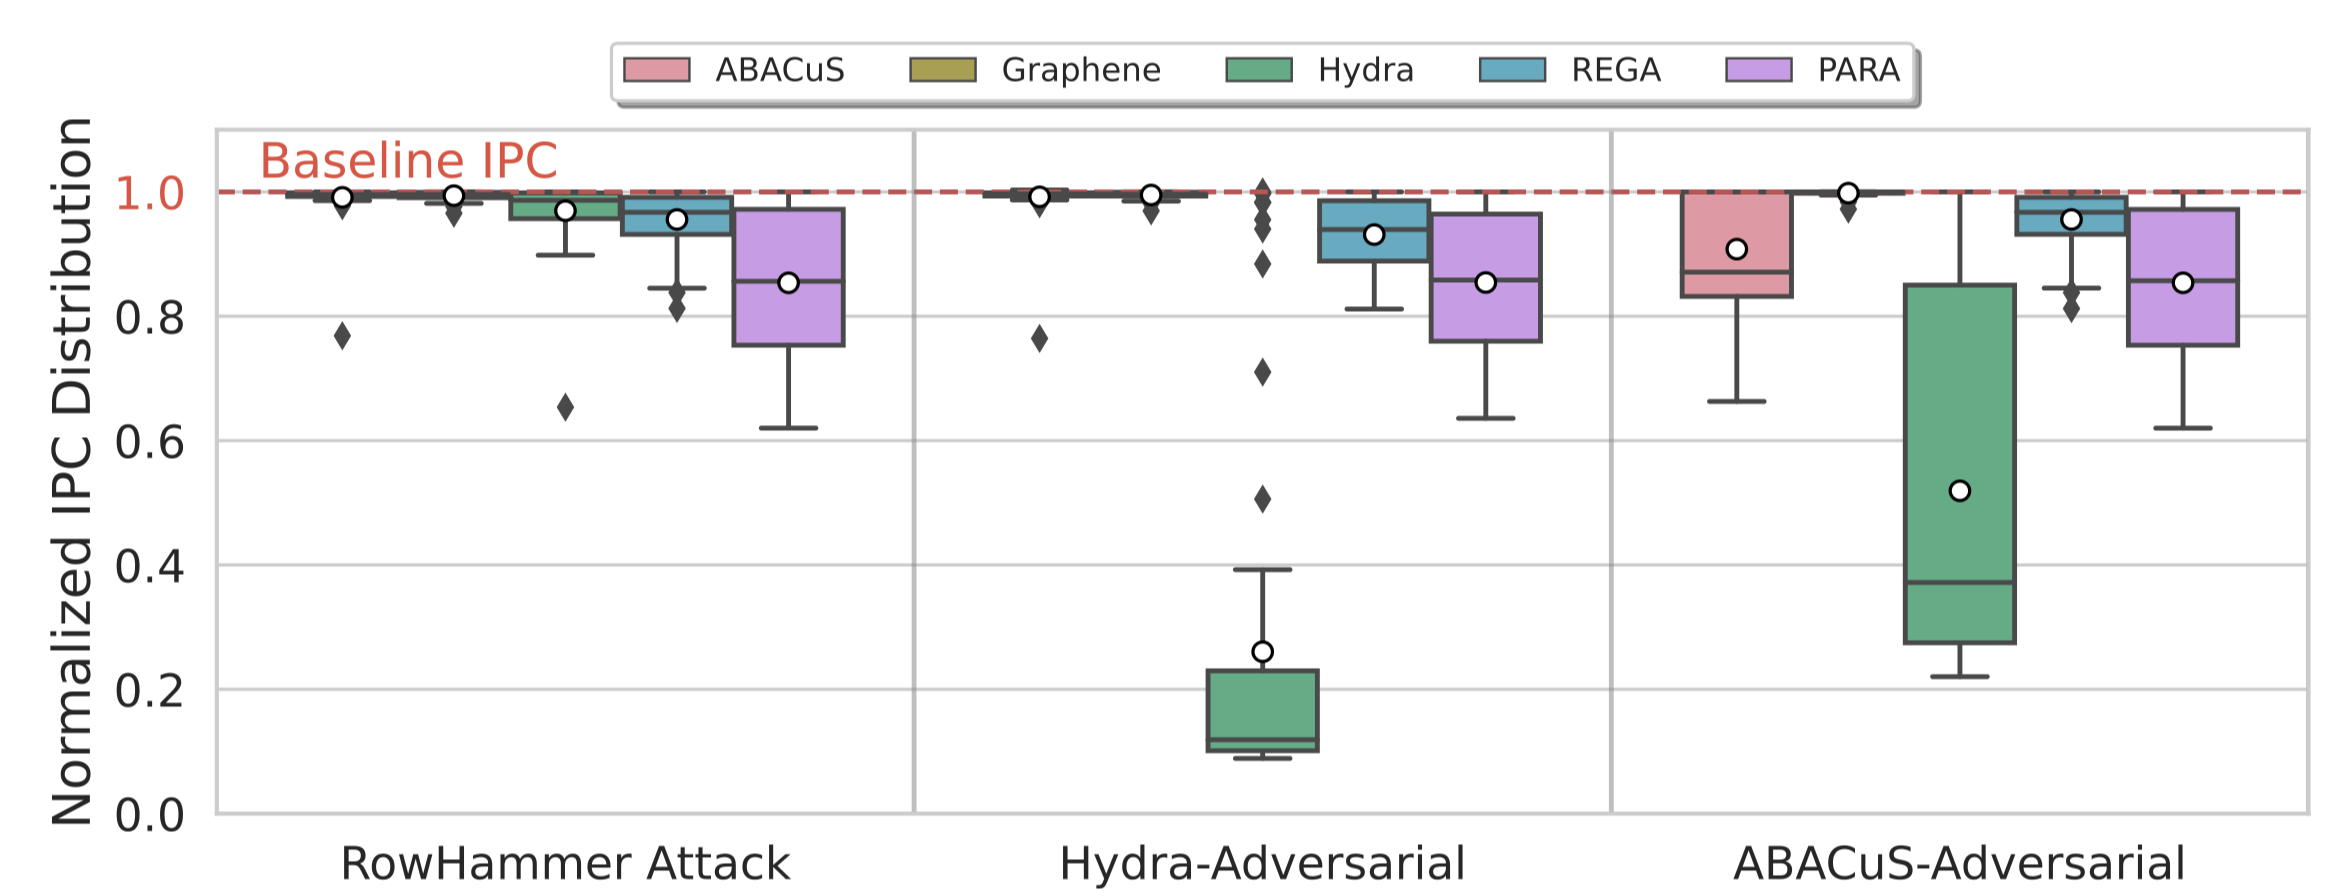 ABACuS Graphene Hydra REGA PARA
Normalized IPC Distribution
Baseline IPC
1.0
0.8
0.6
0.4
0.2
0.0
RowHammer Attack Hydra-Adversarial ABACuS-Adversarial